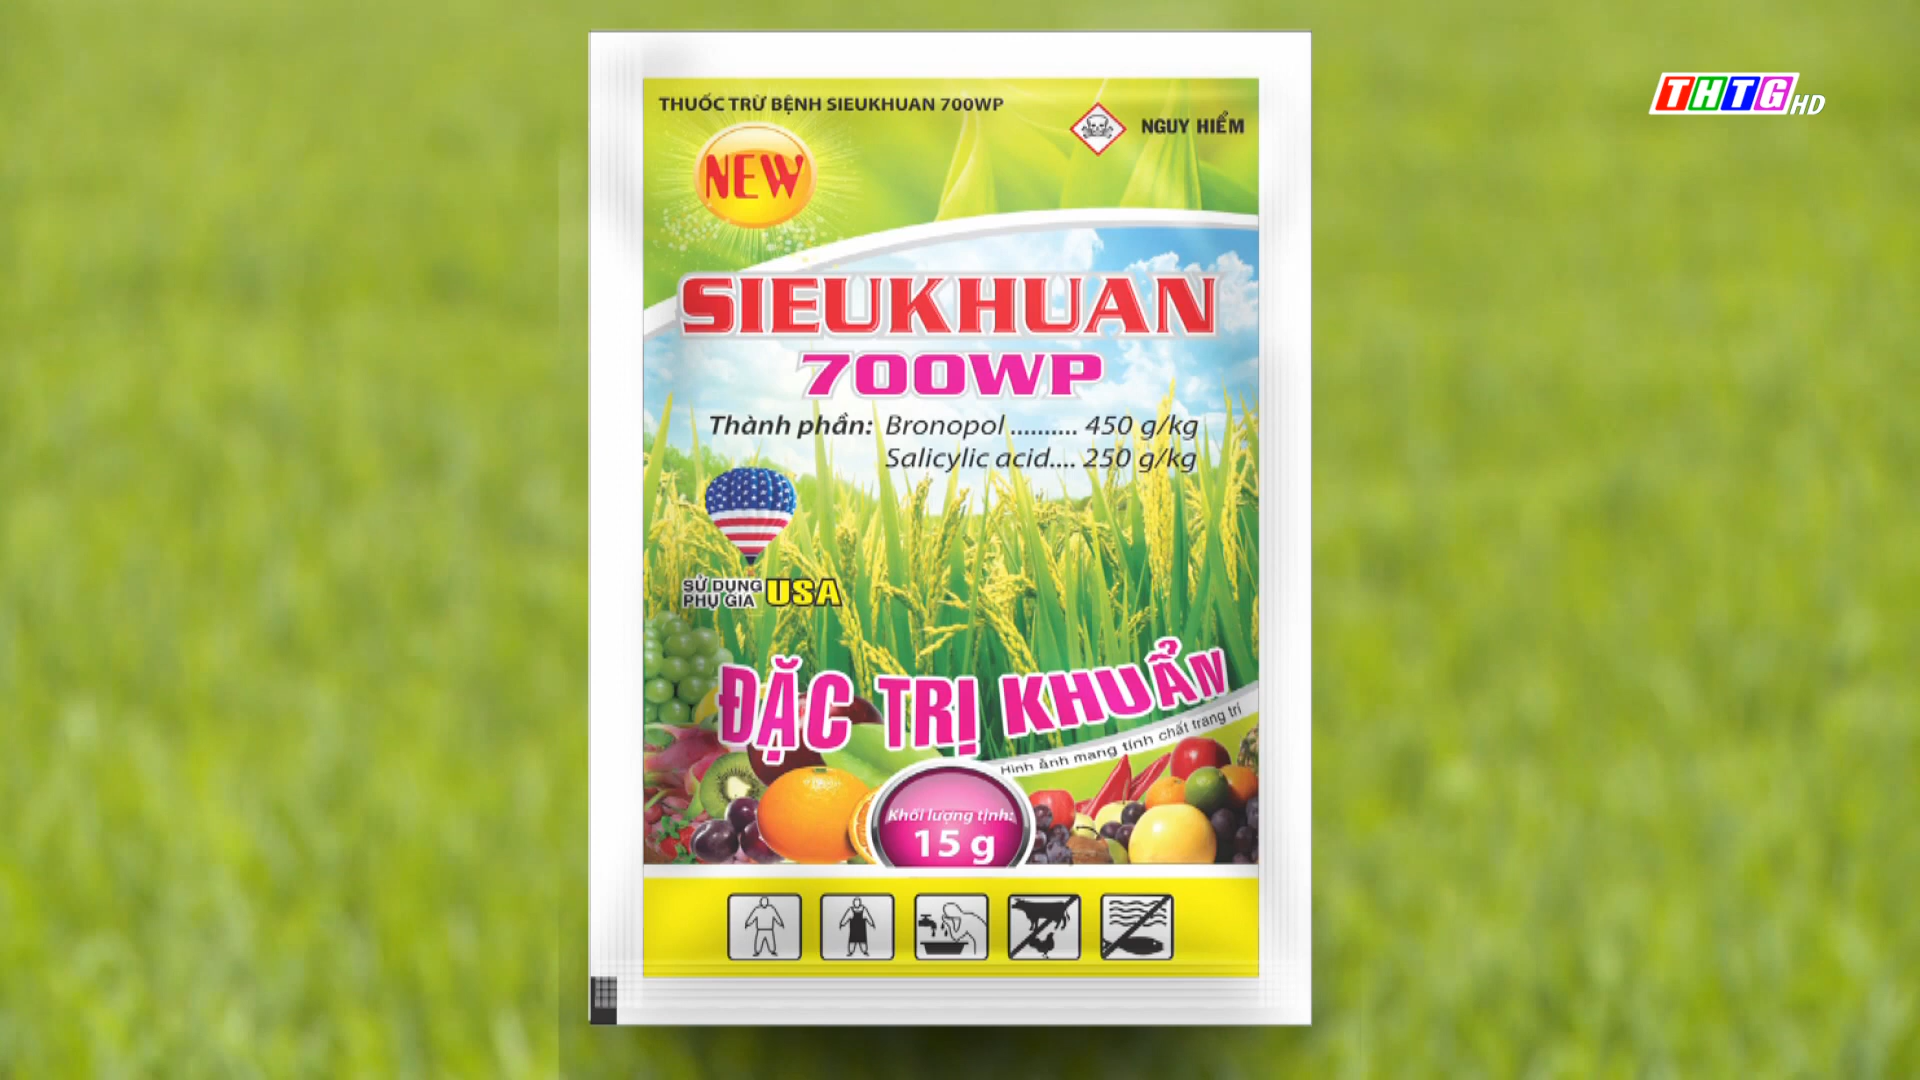 THTG HD
THUỐC TRỪ BỆNH SIEUKHUAN 700WP
NGUY HIỂM
NEW
SIEUKHUAN
700WP
Thành phần: Bronopol .......... 450 g/kg
Salicylic acid.... 250 g/kg
SỬ DỤNG
PHỤ GIA USA
ĐẶC TRỊ KHUẨN
Hình ảnh mang tính chất trang trí
Khối lượng tịnh:
15 g